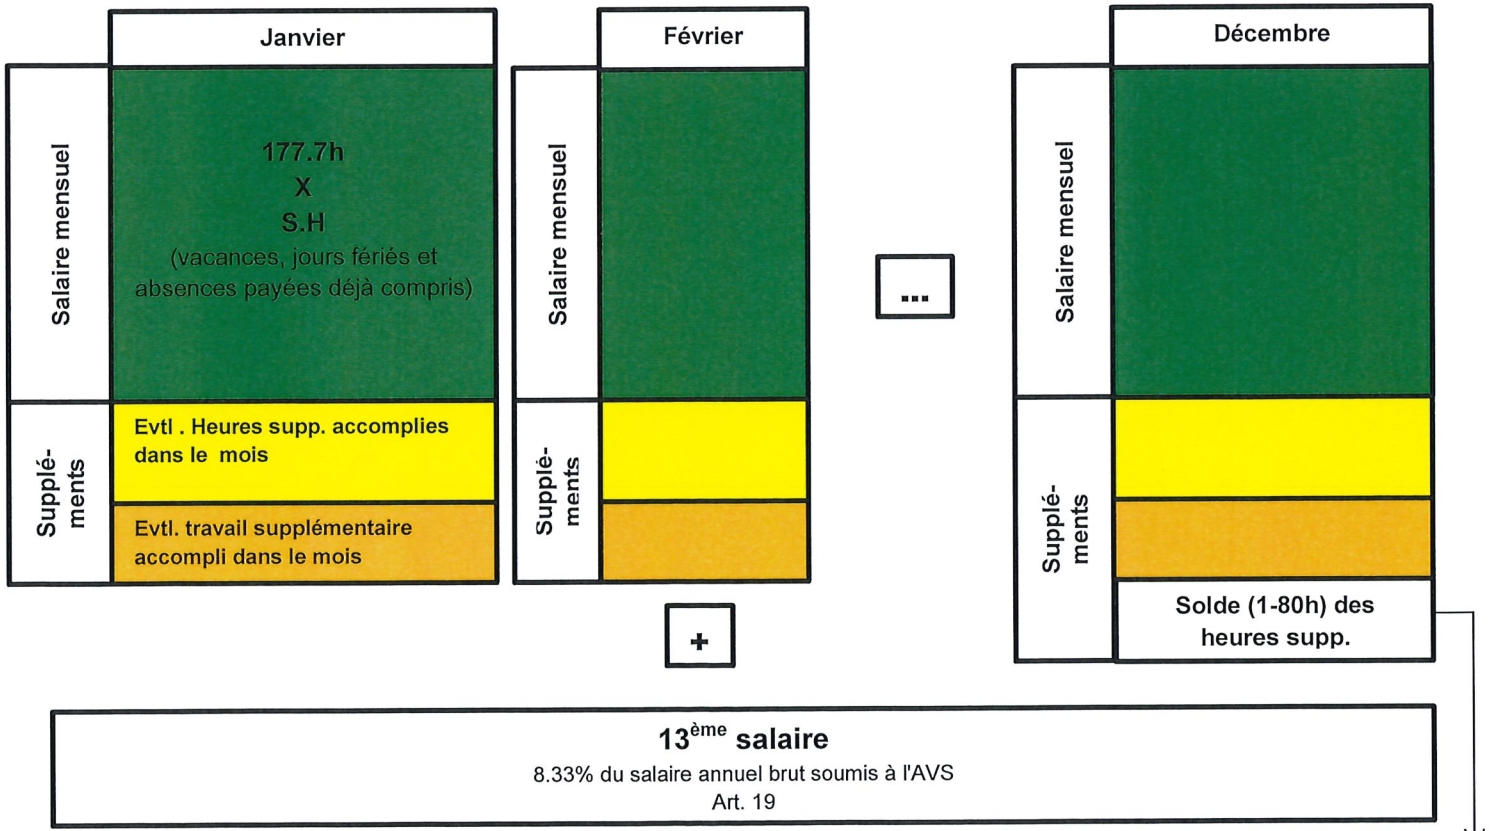 Janvier
Février
Décembre
Salaire mensuel
177.7h
X
S.H
(vacances, jours fériés et
absences payées déjà compris)
Salaire mensuel
...
Salaire mensuel
Supplé-
ments
Evtl . Heures supp. accomplies
dans le  mois
Evtl. travail supplémentaire
accompli dans le mois
Supplé-
ments
Supplé-
ments
Solde (1-80h) des
heures supp.
+
13ème salaire
8.33% du salaire annuel brut soumis à l'AVS
Art. 19